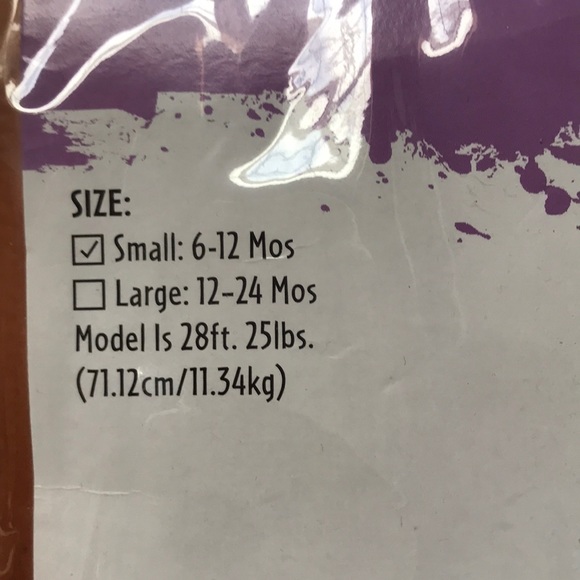 SIZE:
☑ Small: 6-12 Mos
☐ Large: 12-24 Mos
Model Is 28ft. 25lbs.
(71.12cm/11.34kg)